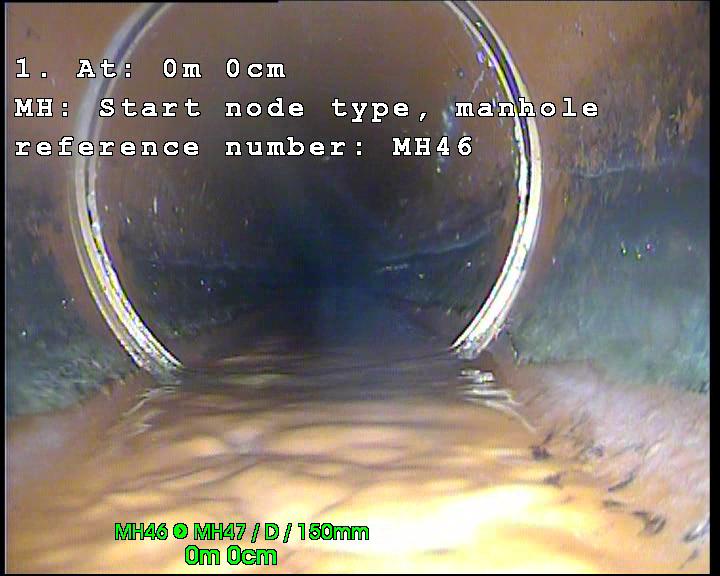 1. At: 0m 0cm
MH: Start node type, manhole
reference number: MH46
MH46 MH47 / D / 150mm
0m 0cm